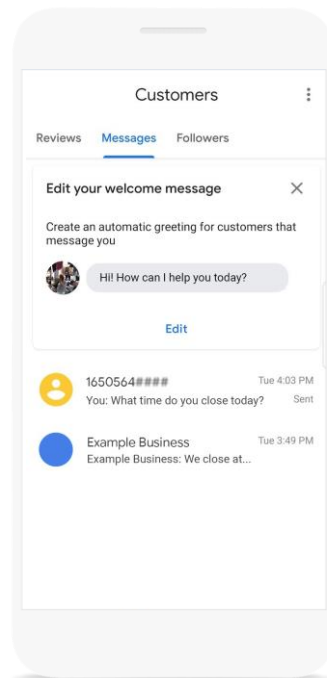 Customers
Reviews Messages Followers
Edit your welcome message
Create an automatic greeting for customers that
message you
Hi! How can I help you today?
Edit
1650564#### Tue 4:03 PM
You: What time do you close today? Sent
Example Business Tue 3:49 PM
Example Business: We close at...